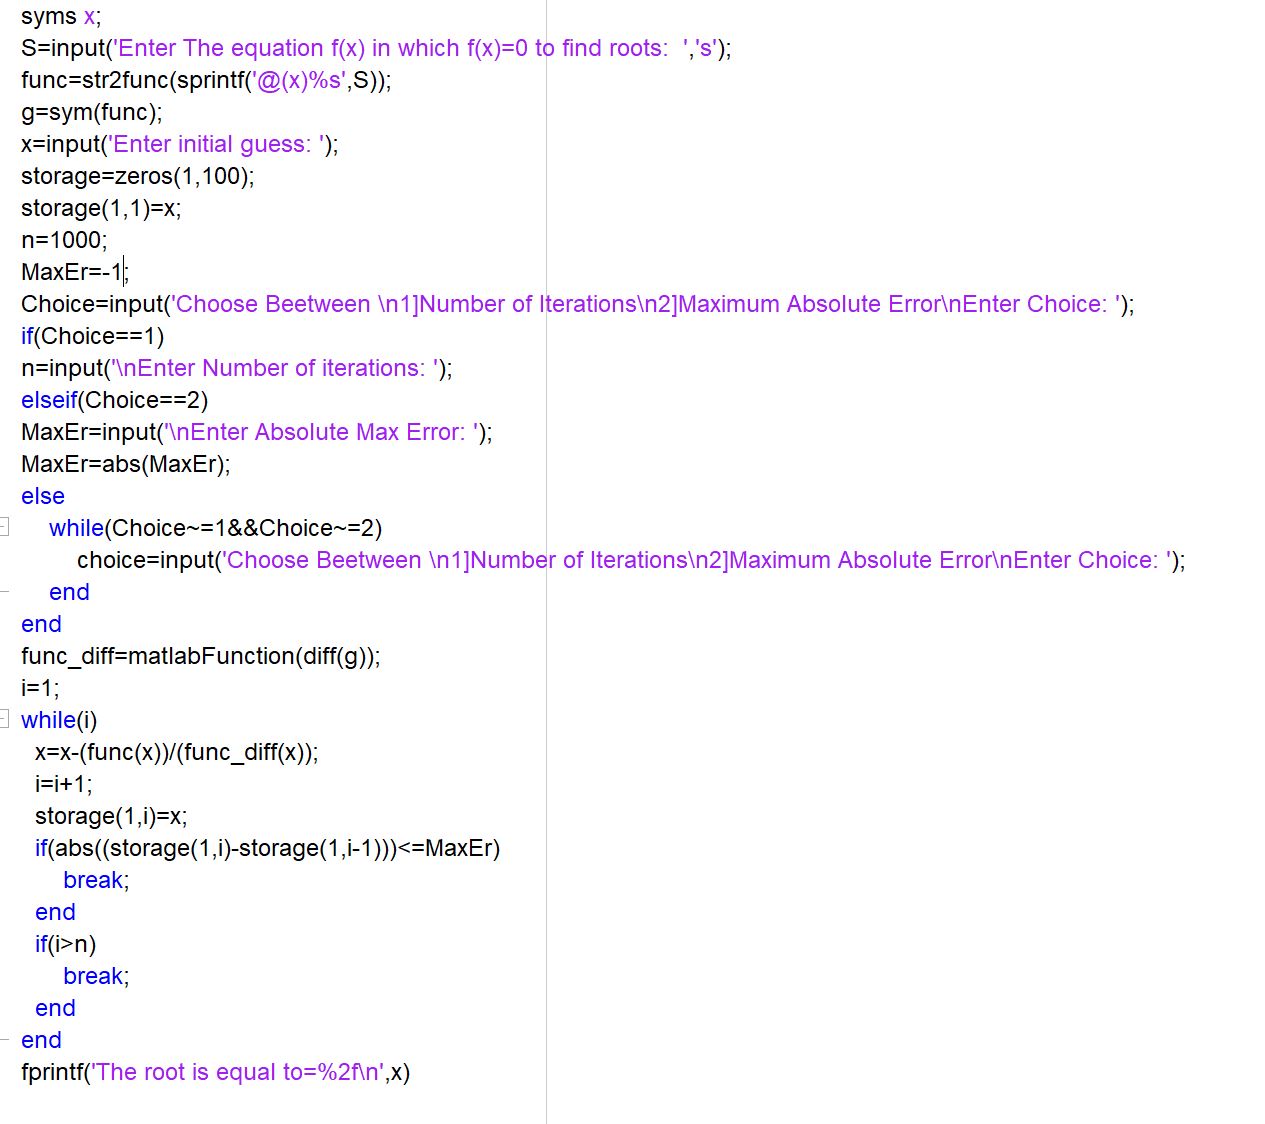 syms x;
S=input('Enter The equation f(x) in which f(x)=0 to find roots:  ','s');
func=str2func(sprintf('@(x)%s',S));
g=sym(func);
x=input('Enter initial guess: ');
storage=zeros(1,100);
storage(1,1)=x;
n=1000;
MaxEr=-1;
Choice=input('Choose Beetween \n1]Number of Iterations\n2]Maximum Absolute Error\nEnter Choice: ');
if(Choice==1)
n=input('\nEnter Number of iterations: ');
elseif(Choice==2)
MaxEr=input('\nEnter Absolute Max Error: ');
MaxEr=abs(MaxEr);
else
    while(Choice~=1&&Choice~=2)
        choice=input('Choose Beetween \n1]Number of Iterations\n2]Maximum Absolute Error\nEnter Choice: ');
    end
end
func_diff=matlabFunction(diff(g));
i=1;
while(i)
  x=x-(func(x))/(func_diff(x));
  i=i+1;
  storage(1,i)=x;
  if(abs((storage(1,i)-storage(1,i-1)))<=MaxEr)
      break;
  end
  if(i>n)
      break;
  end
end
fprintf('The root is equal to=%2f\n',x)